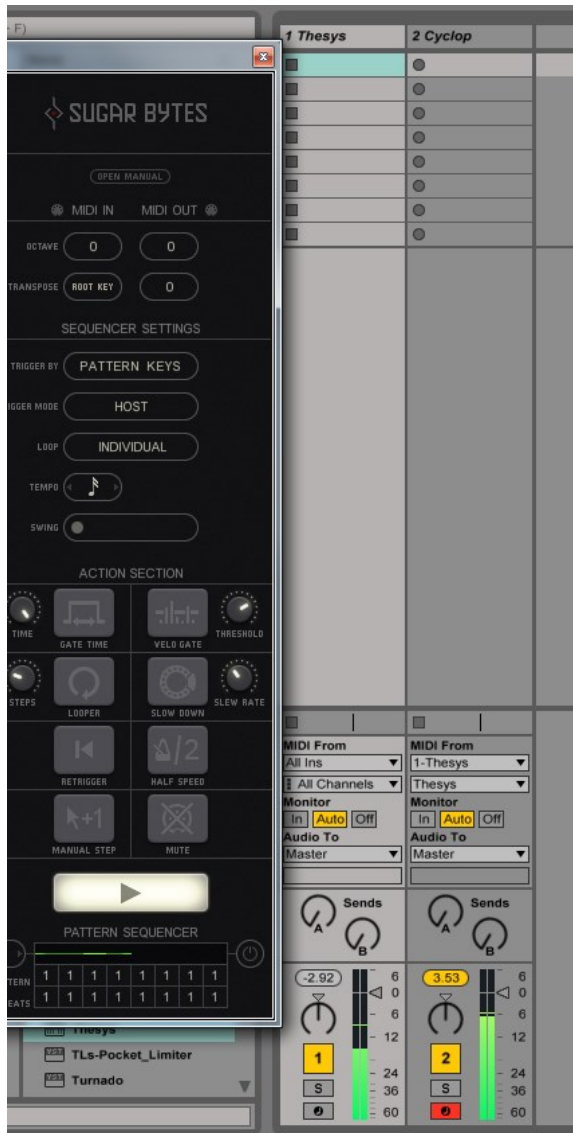 F)
SUGAR BYTES
OPEN MANUAL
MIDI IN MIDI OUT
OCTAVE 0 0
TRANSPOSE ROOT KEY 0
SEQUENCER SETTINGS
TRIGGER BY PATTERN KEYS
IGGER MODE HOST
LOOP INDIVIDUAL
TEMPO
SWING
ACTION SECTION
TIME GATE TIME VELO GATE THRESHOLD
STEPS LOOPER SLOW DOWN SLEW RATE
/2
RETRIGGER HALF SPEED
+1
MANUAL STEP MUTE
PATTERN SEQUENCER
TERN 1 1 1 1 1 1 1 1
EATS 1 1 1 1 1 1 1 1
Thesys
TLs-Pocket_Limiter
Turnado
1 Thesys 2 Cyclop
MIDI From MIDI From
All Ins 1-Thesys
All Channels Thesys
Monitor Monitor
In Auto Off In Auto Off
Audio To Audio To
Master Master
Sends Sends
A A
B B
-2.92 6 3.53 6
0 0
6 6
12 12
1 24 2 24
S 36 S 36
60 60